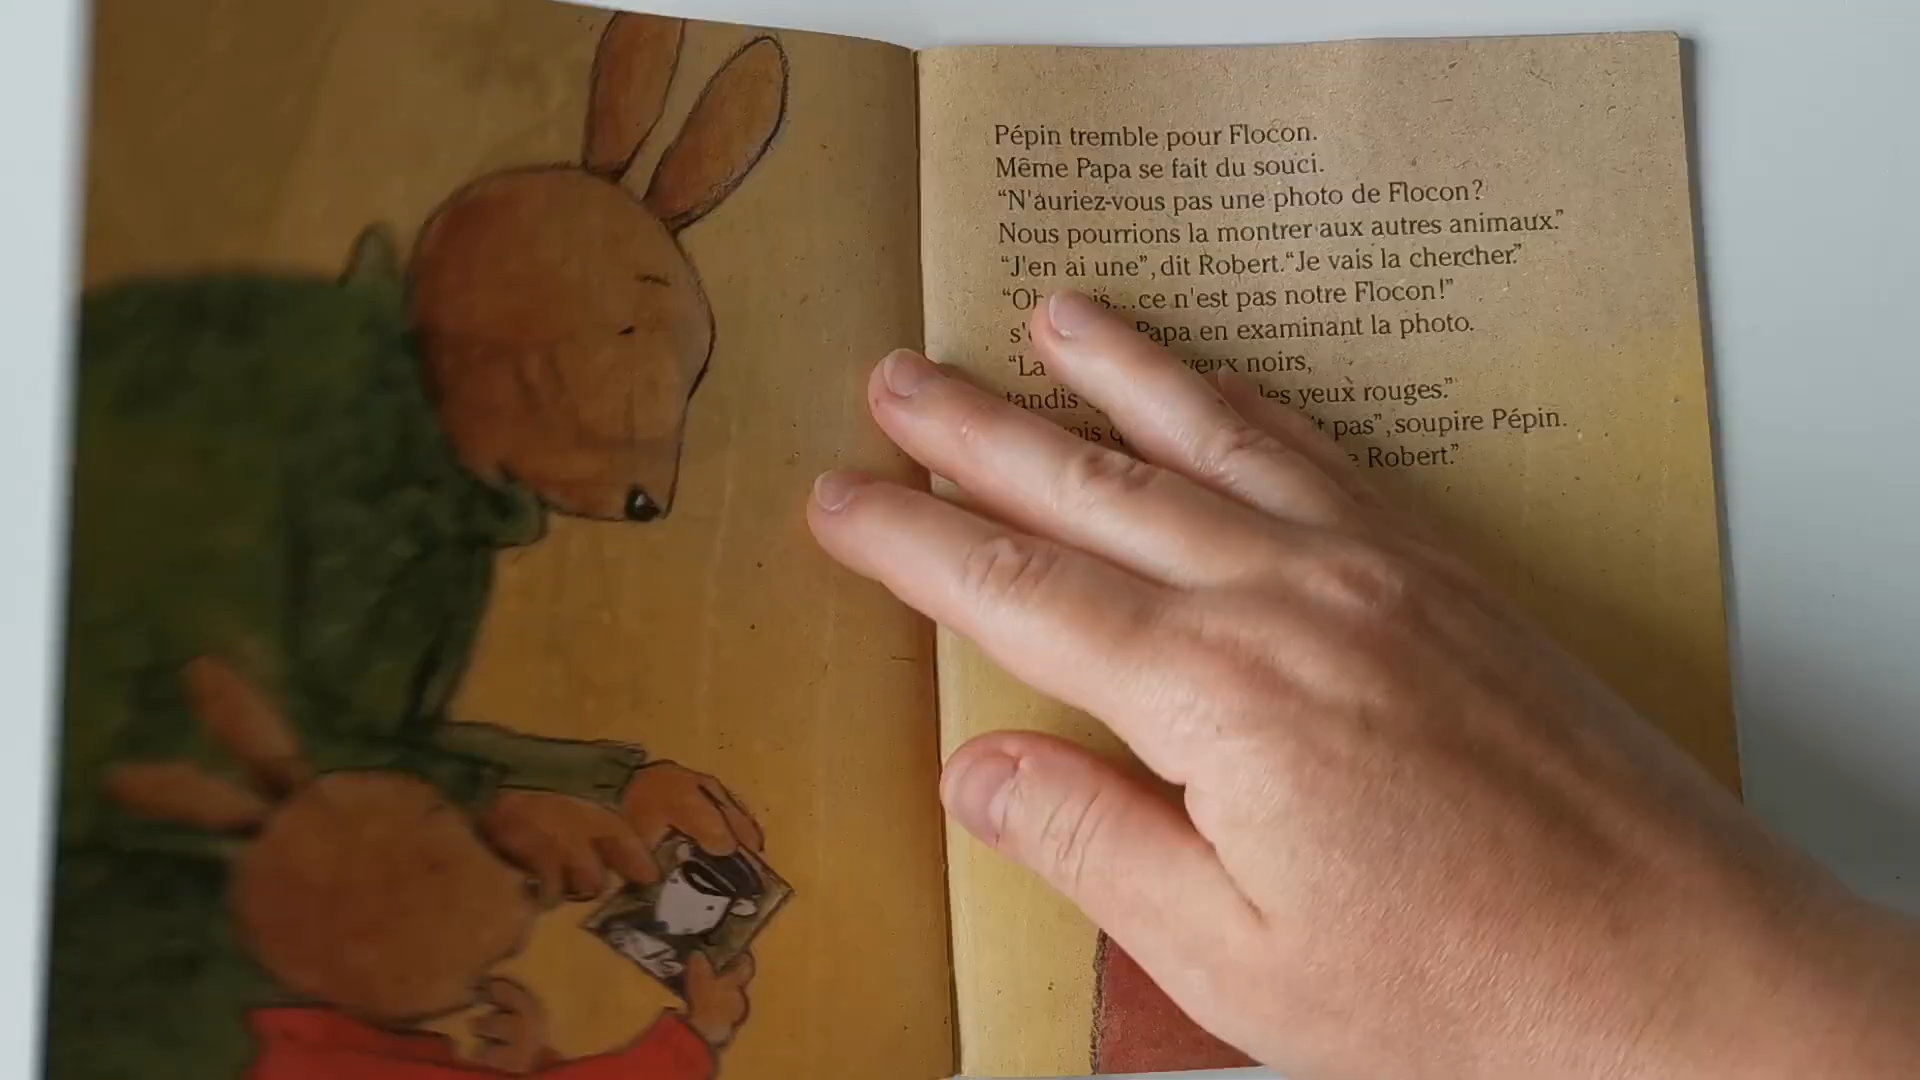 Pépin tremble pour Flocon.
Même Papa se fait du souci.
“N'auriez-vous pas une photo de Flocon?
Nous pourrions la montrer aux autres animaux.”
“J'en ai une”, dit Robert. “Je vais la chercher.”
...ce n'est pas notre Flocon!”
Papa en examinant la photo.
“La yeux noirs,
tandis les yeux rouges.”
pas”, soupire Pépin.
Robert.”